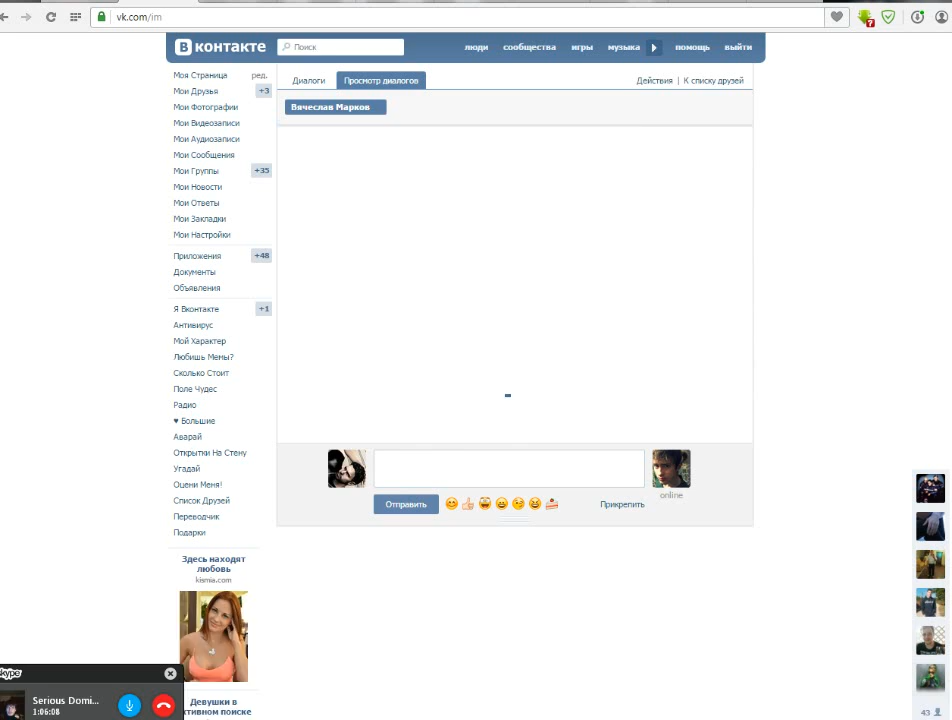 vk.com/im
В контакте
Поиск
люди сообщества игры музыка помощь выйти
Моя Страница ред.
Мои Друзья +3
Мои Фотографии
Мои Видеозаписи
Мои Аудиозаписи
Мои Сообщения
Мои Группы +35
Мои Новости
Мои Ответы
Мои Закладки
Мои Настройки
Приложения +48
Документы
Объявления
Я Вконтакте +1
Антивирус
Мой Характер
Любишь Мемы?
Сколько Стоит
Поле Чудес
Радио
♥ Большие
Аварай
Открытки На Стену
Угадай
Оцени Меня!
Список Друзей
Переводчик
Подарки
Здесь находят
любовь
kismia.com
Девушки в
активном поиске
Диалоги Просмотр диалогов Действия | К списку друзей
Вячеслав Марков
online
Отправить Прикрепить
43
skype
Serious Domi...
1:06:08
?